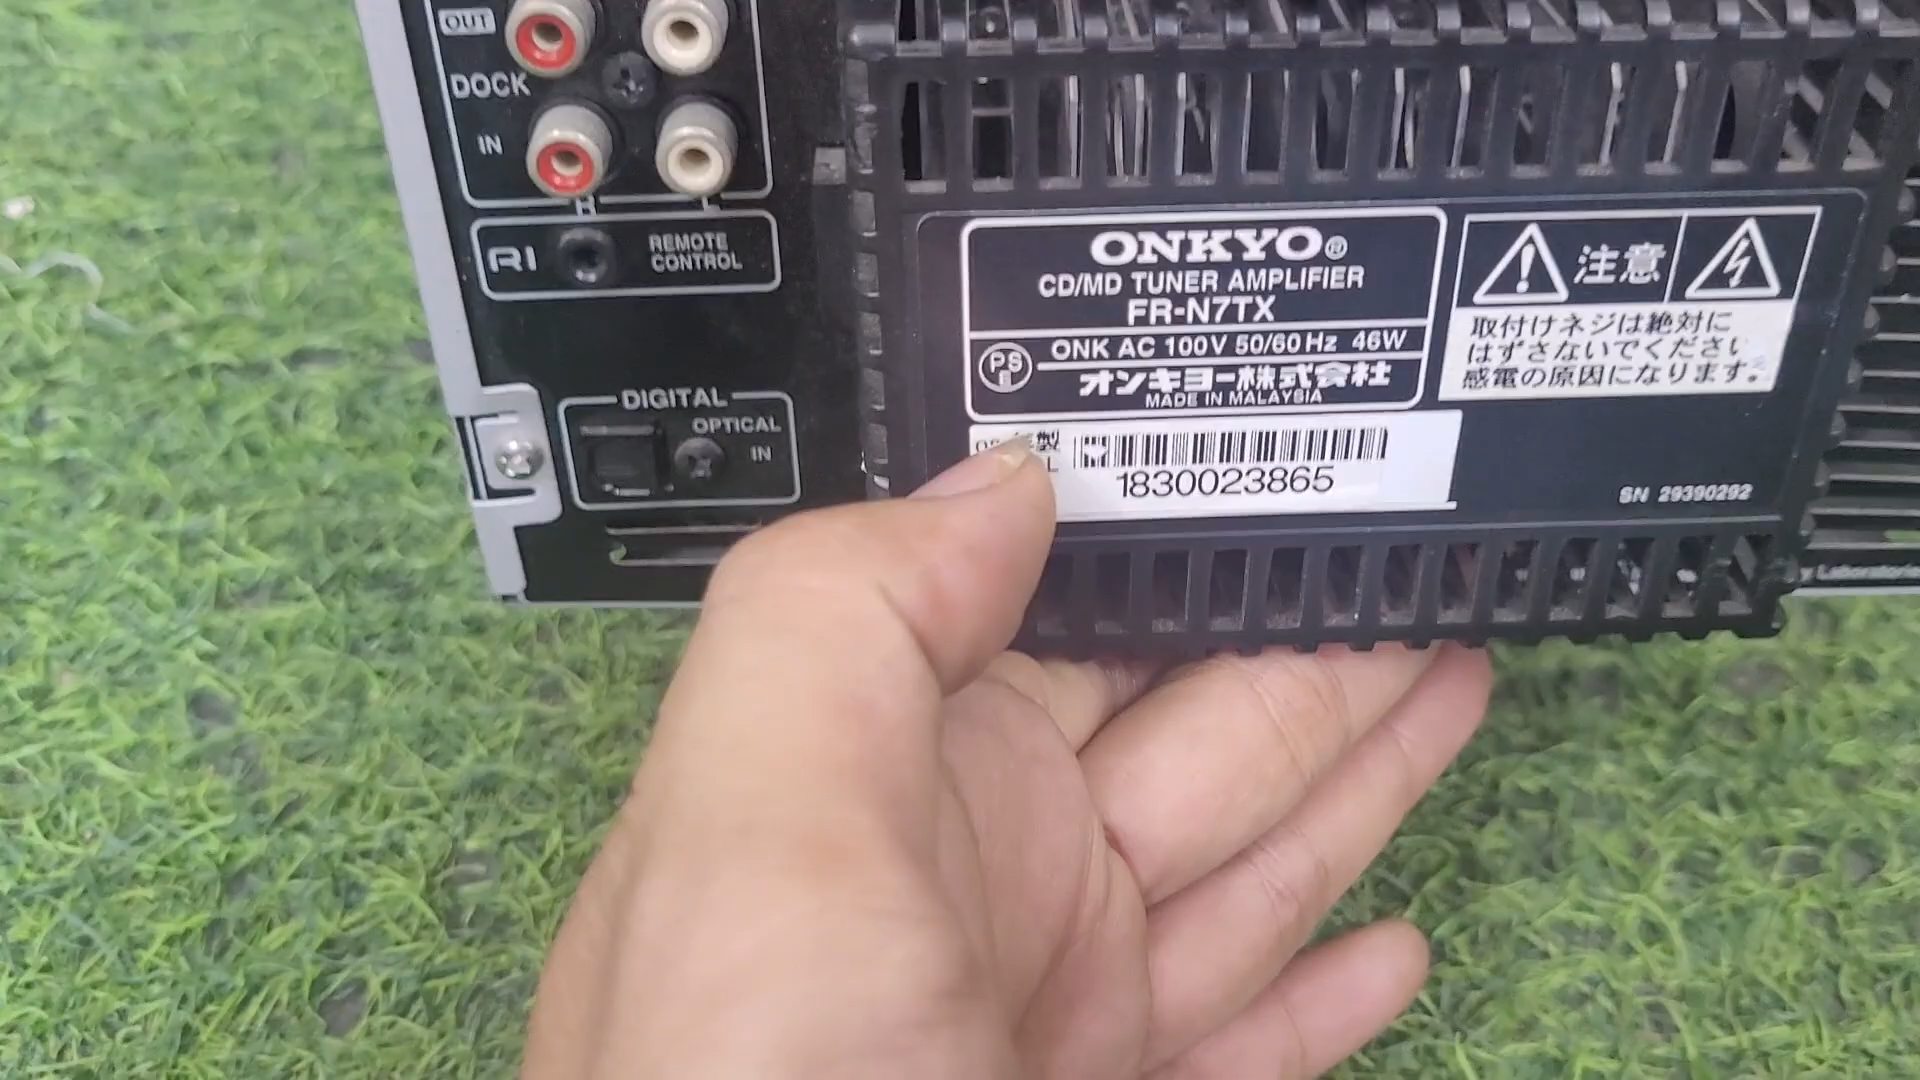 OUT
DOCK
IN
R L
RI REMOTE
CONTROL
DIGITAL
OPTICAL
IN
ONKYO®
CD/MD TUNER AMPLIFIER
FR-N7TX
PS E
ONK AC 100V 50/60Hz 46W
オンキヨー株式会社
MADE IN MALAYSIA
注意
取付けネジは絶対に
はずさないでください
感電の原因になります。
年製
1830023865
SN 29390292
Laboratories